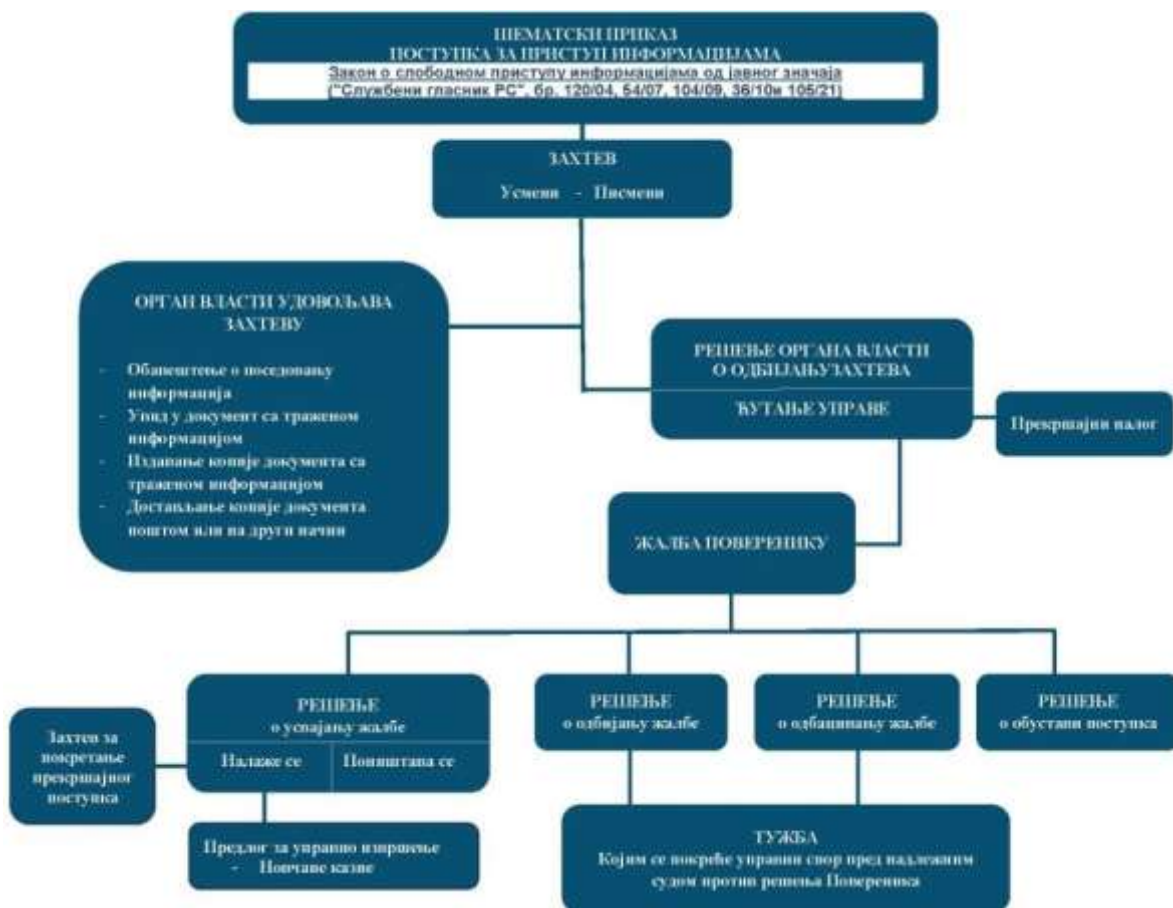 ШЕМАТСКИ ПРИКАЗ
ПОСТУПКА ЗА ПРИСТУП ИНФОРМАЦИЈАМА
Закон о слободном приступу информацијама од јавног значаја
("Службени гласник РС", бр. 120/04, 54/07, 104/09, 36/10и 105/21)
ЗАХТЕВ
Усмени - Писмени
ОРГАН ВЛАСТИ УДОВОЉАВА
ЗАХТЕВУ
- Обавештење о поседовању
информација
- Увид у документ са траженом
информацијом
- Издавање копије документа са
траженом информацијом
- Достављање копије документа
поштом или на други начин
РЕШЕЊЕ ОРГАНА ВЛАСТИ
О ОДБИЈАЊУЗАХТЕВА
ЋУТАЊЕ УПРАВЕ
Прекршајни налог
ЖАЛБА ПОВЕРЕНИКУ
РЕШЕЊЕ
о усвајању жалбе
Налаже се
Поништава се
РЕШЕЊЕ
о одбијању жалбе
РЕШЕЊЕ
о одбацивању жалбе
РЕШЕЊЕ
о обустави поступка
Захтев за
покретање
прекршајног
поступка
Предлог за управно извршење
- Новчане казне
ТУЖБА
Којим се покреће управни спор пред надлежним
судом против решења Повереника